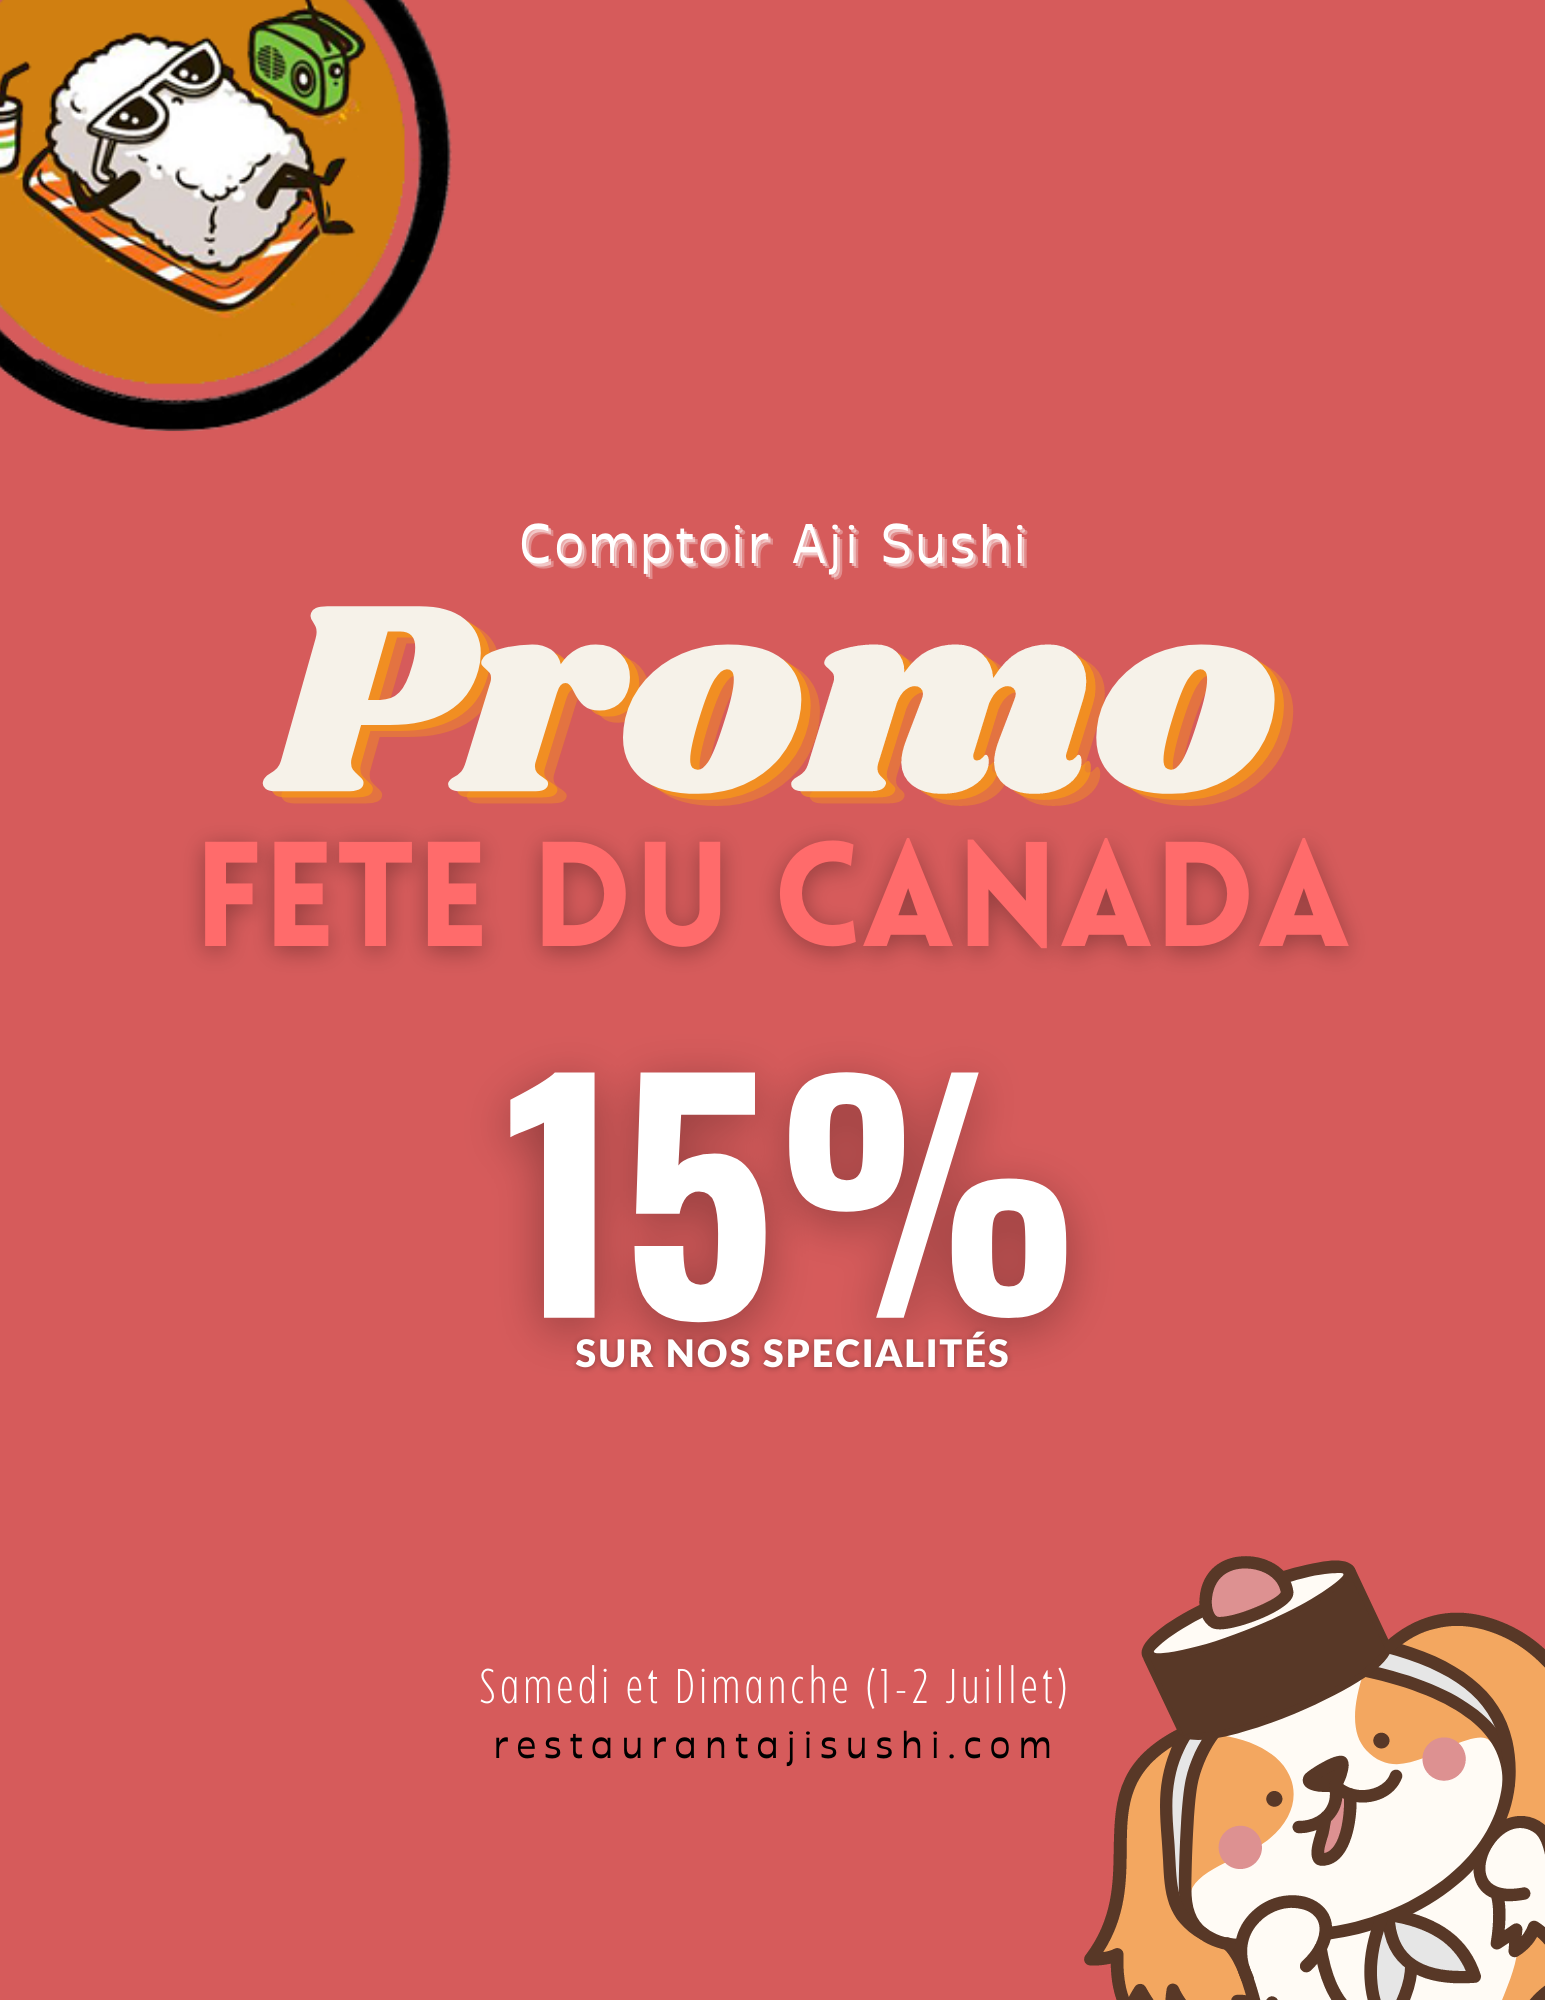 Comptoir Aji Sushi
Promo
FETE DU CANADA
15%
SUR NOS SPECIALITÉS
Samedi et Dimanche (1-2 Juillet)
restaurantajisushi.com